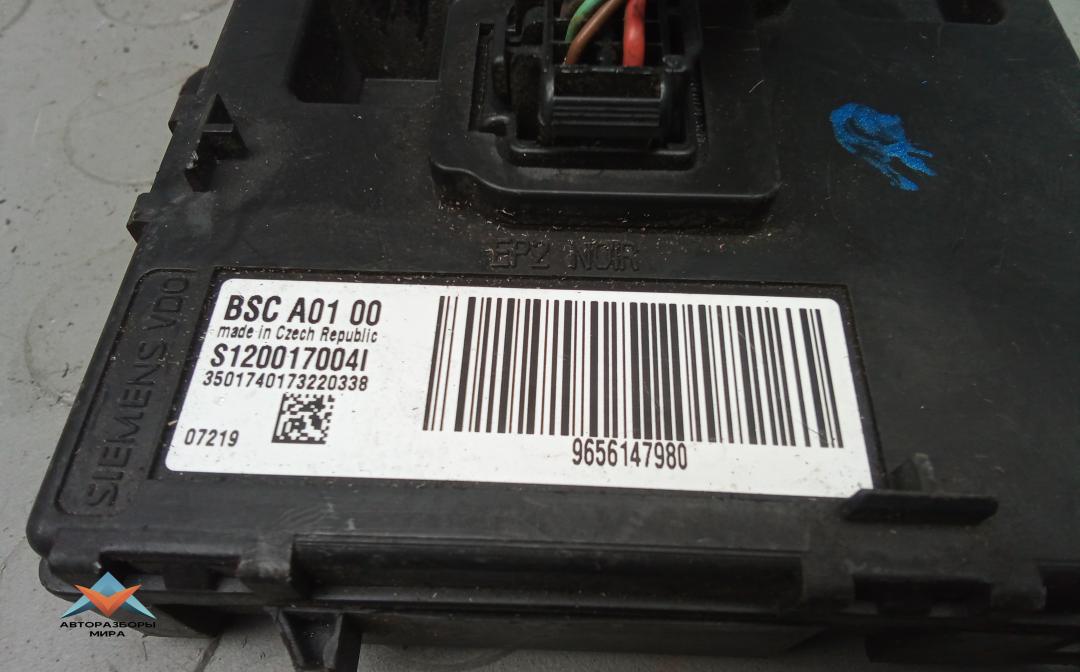 EP2 NOIR
SIEMENS VDO
BSC A01 00
made in Czech Republic
S120017004I
3501740173220338
07219
9656147980
АВТОРАЗБОРЫ
МИРА